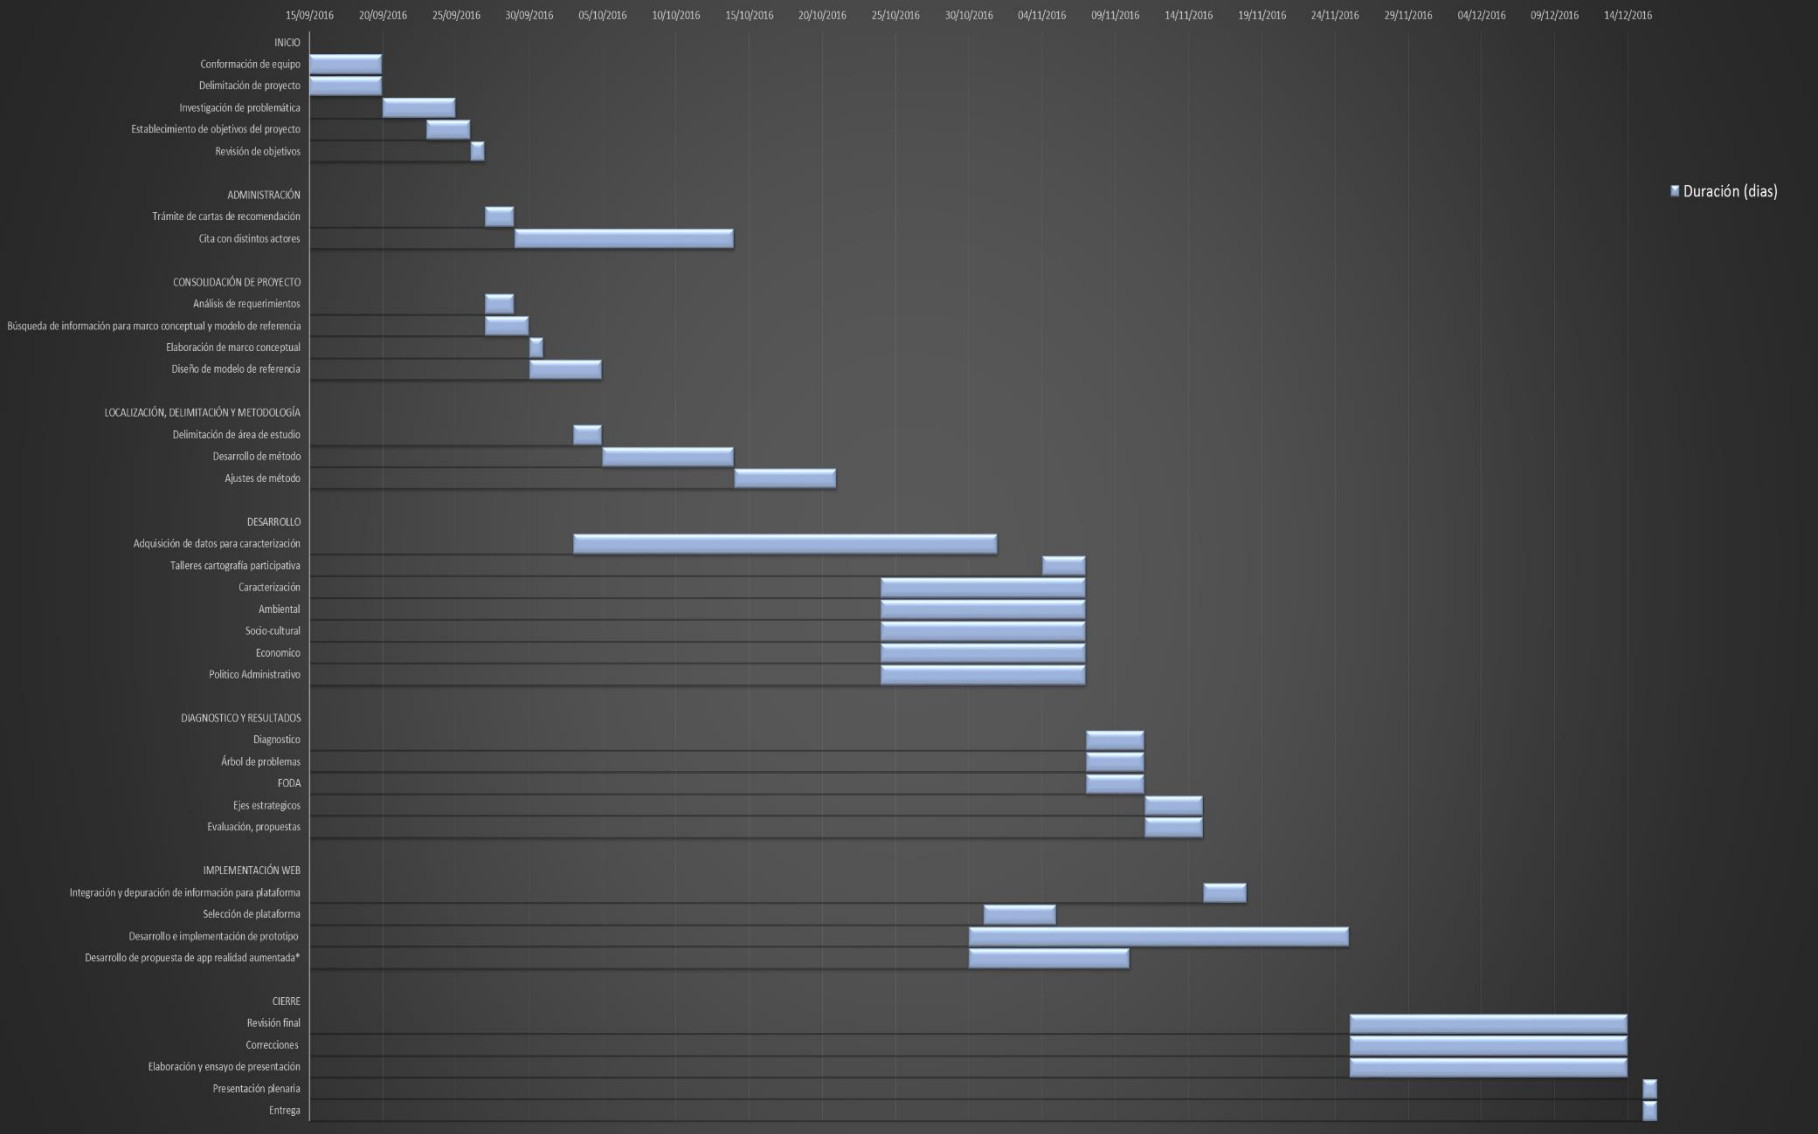 15/09/2016 20/09/2016 25/09/2016 30/09/2016 05/10/2016 10/10/2016 15/10/2016 20/10/2016 25/10/2016 30/10/2016 04/11/2016 09/11/2016 14/11/2016 19/11/2016 24/11/2016 29/11/2016 04/12/2016 09/12/2016 14/12/2016
INICIO
Conformación de equipo
Delimitación de proyecto
Investigación de problemática
Establecimiento de objetivos del proyecto
Revisión de objetivos
ADMINISTRACIÓN
Duración (dias)
Trámite de cartas de recomendación
Cita con distintos actores
CONSOLIDACIÓN DE PROYECTO
Análisis de requerimientos
Búsqueda de información para marco conceptual y modelo de referencia
Elaboración de marco conceptual
Diseño de modelo de referencia
LOCALIZACIÓN, DELIMITACIÓN Y METODOLOGÍA
Delimitación de área de estudio
Desarrollo de método
Ajustes de método
DESARROLLO
Adquisición de datos para caracterización
Talleres cartografía participativa
Caracterización
Ambiental
Socio-cultural
Economico
Politico Administrativo
DIAGNOSTICO Y RESULTADOS
Diagnostico
Árbol de problemas
FODA
Ejes estrategicos
Evaluación, propuestas
IMPLEMENTACIÓN WEB
Integración y depuración de información para plataforma
Selección de plataforma
Desarrollo e implementación de prototipo
Desarrollo de propuesta de app realidad aumentada*
CIERRE
Revisión final
Correcciones
Elaboración y ensayo de presentación
Presentación plenaria
Entrega